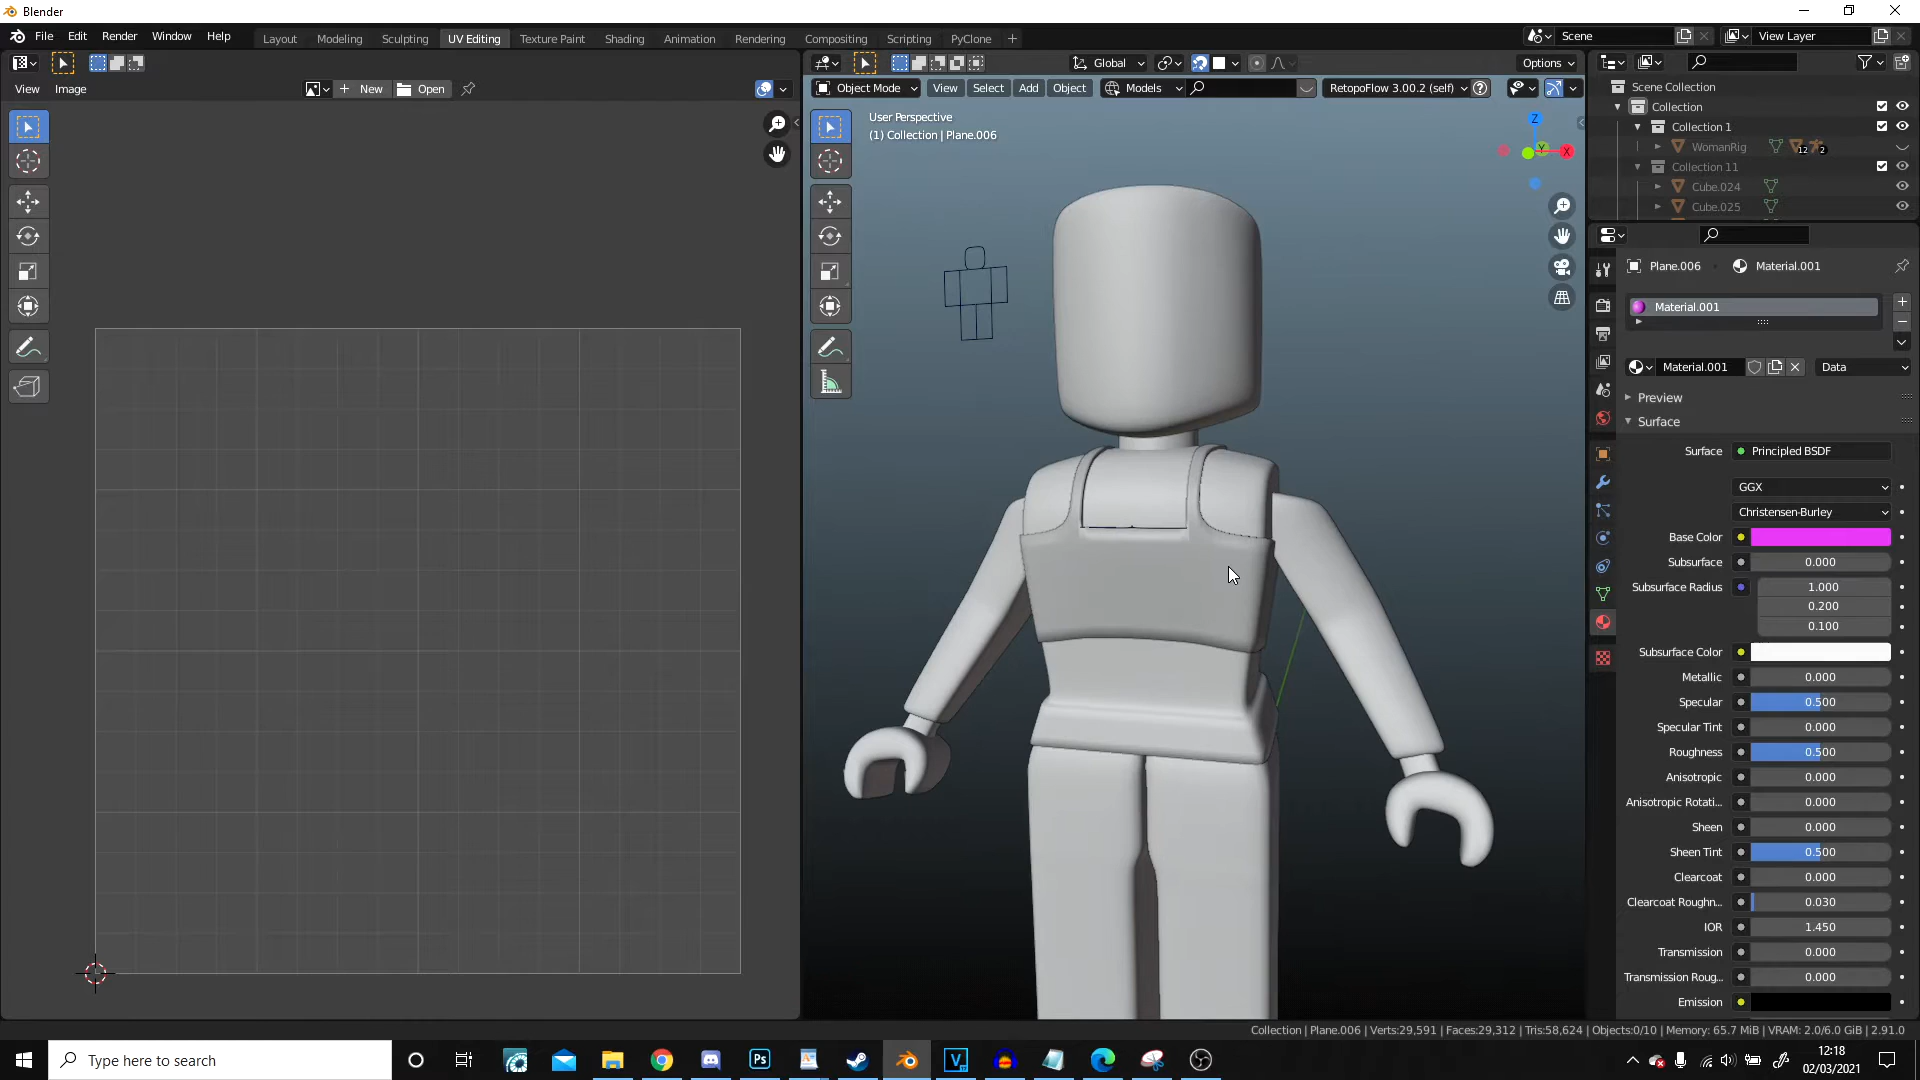 Blender
File Edit Render Window Help Layout Modeling Sculpting UV Editing Texture Paint Shading Animation Rendering Compositing Scripting PyClone Scene View Layer
Global Options
View Image New Open Object Mode View Select Add Object Models RetopoFlow 3.00.2 (self)
User Perspective
(1) Collection | Plane.006
Z
Y
X
Scene Collection
Collection
Collection 1
WomanRig 12 2
Collection 11
Cube.024
Cube.025
Plane.006 Material.001
Material.001
Material.001 Data
Preview
Surface
Surface Principled BSDF
GGX
Christensen-Burley
Base Color
Subsurface 0.000
Subsurface Radius 1.000
0.200
0.100
Subsurface Color
Metallic 0.000
Specular 0.500
Specular Tint 0.000
Roughness 0.500
Anisotropic 0.000
Anisotropic Rotati... 0.000
Sheen 0.000
Sheen Tint 0.500
Clearcoat 0.000
Clearcoat Roughn... 0.030
IOR 1.450
Transmission 0.000
Transmission Roug... 0.000
Emission
Collection | Plane.006 | Verts:29,591 | Faces:29,312 | Tris:58,624 | Objects:0/10 | Memory: 65.7 MiB | VRAM: 2.0/6.0 GiB | 2.91.0
Type here to search
Ps
V
12:18
02/03/2021